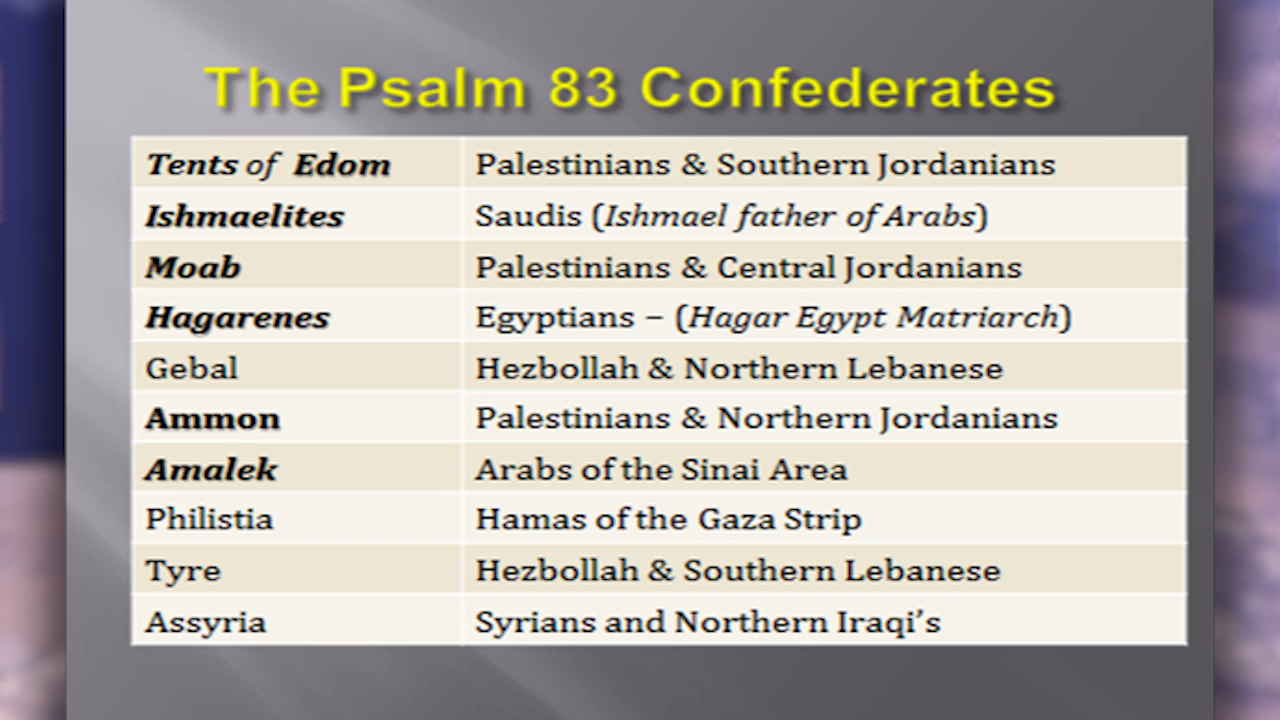 The Psalm 83 Confederates
Tents of Edom Palestinians & Southern Jordanians
Ishmaelites Saudis (Ishmael father of Arabs)
Moab Palestinians & Central Jordanians
Hagarenes Egyptians – (Hagar Egypt Matriarch)
Gebal Hezbollah & Northern Lebanese
Ammon Palestinians & Northern Jordanians
Amalek Arabs of the Sinai Area
Philistia Hamas of the Gaza Strip
Tyre Hezbollah & Southern Lebanese
Assyria Syrians and Northern Iraqi’s